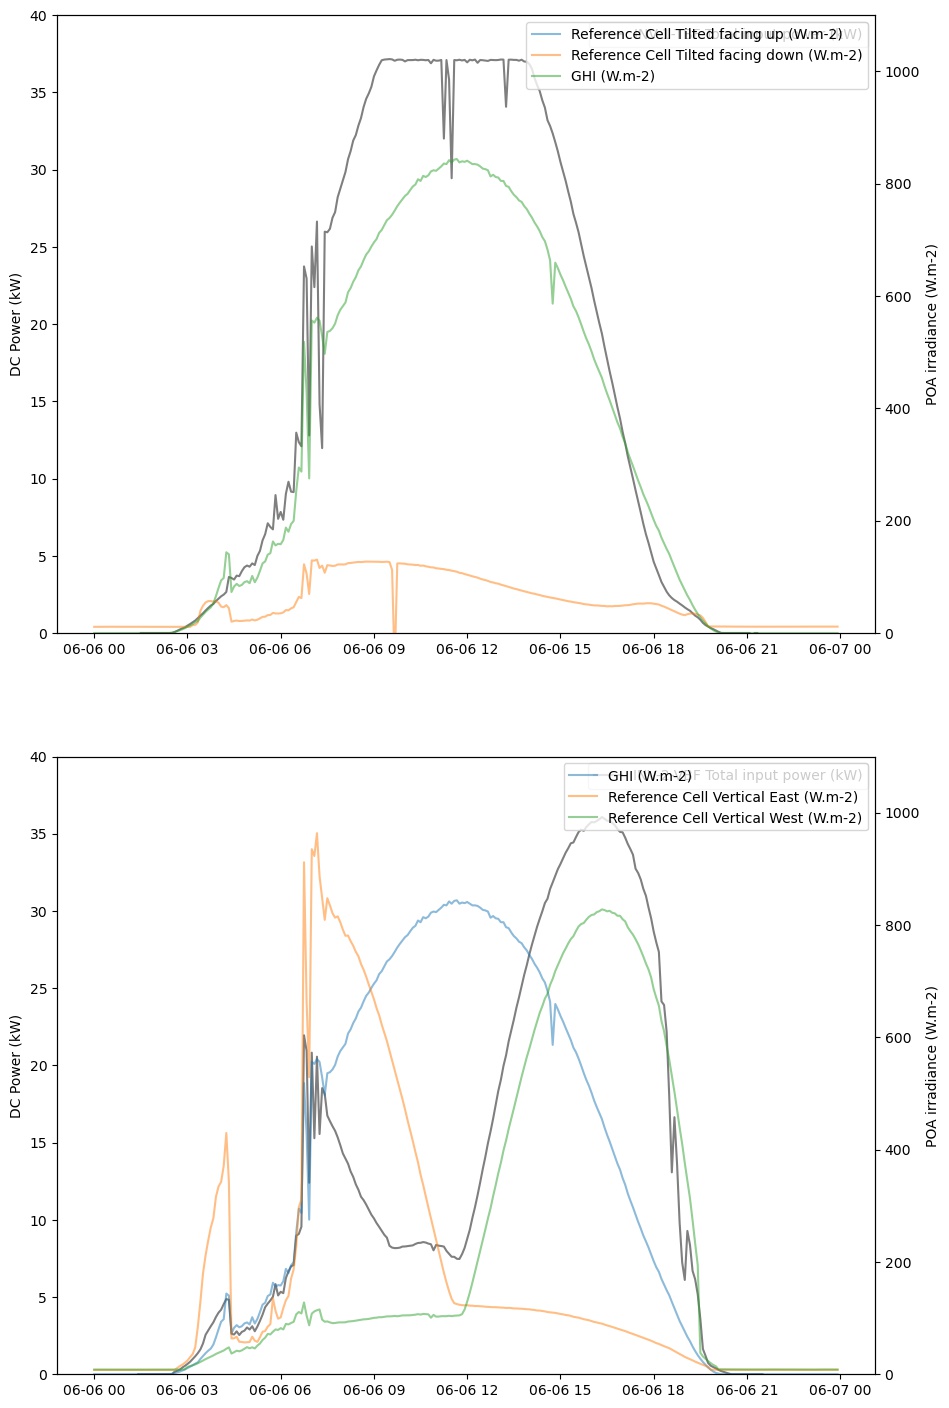 40
35
30
25
20
15
10
5
0
DC Power (kW)
Reference Cell Tilted facing up (W.m-2)
Reference Cell Tilted facing down (W.m-2)
GHI (W.m-2)
1000
800
600
400
200
0
POA irradiance (W.m-2)
06-06 00 06-06 03 06-06 06 06-06 09 06-06 12 06-06 15 06-06 18 06-06 21 06-07 00
40
35
30
25
20
15
10
5
0
DC Power (kW)
GHI (W.m-2) Total input power (kW)
Reference Cell Vertical East (W.m-2)
Reference Cell Vertical West (W.m-2)
1000
800
600
400
200
0
POA irradiance (W.m-2)
06-06 00 06-06 03 06-06 06 06-06 09 06-06 12 06-06 15 06-06 18 06-06 21 06-07 00